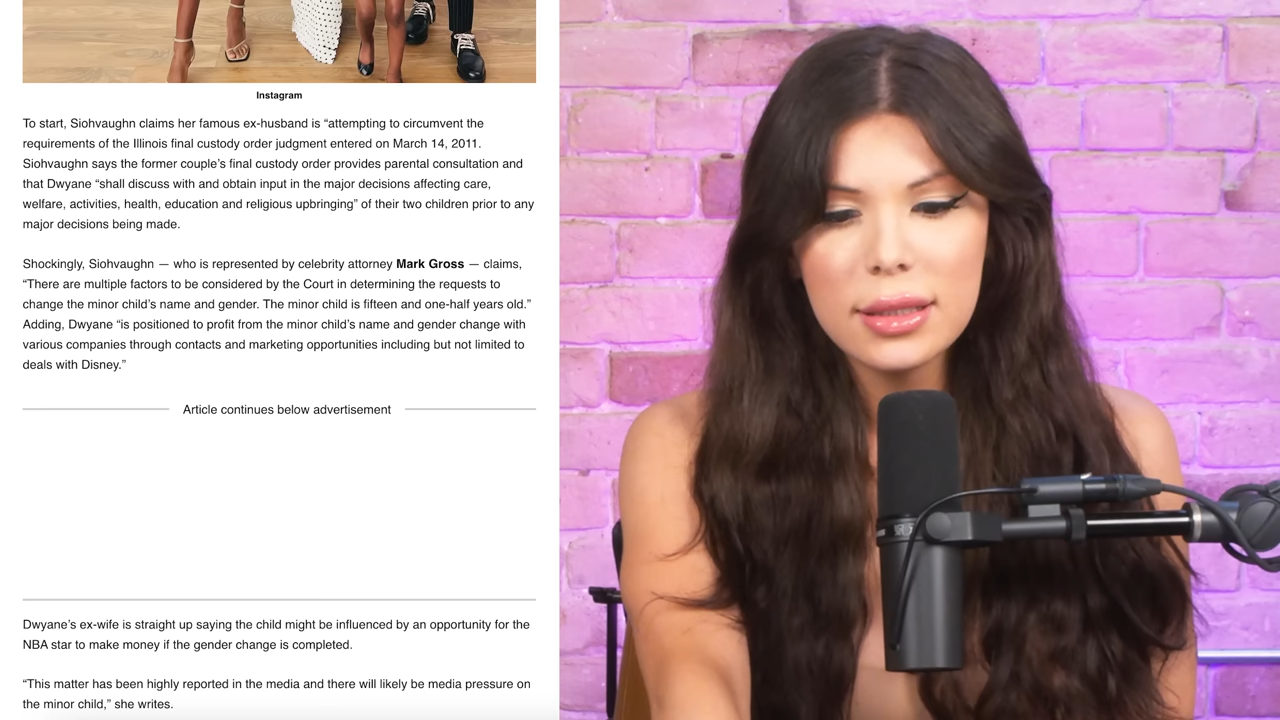 Instagram
To start, Siohvaughn claims her famous ex-husband is “attempting to circumvent the
requirements of the Illinois final custody order judgment entered on March 14, 2011.
Siohvaughn says the former couple’s final custody order provides parental consultation and
that Dwyane “shall discuss with and obtain input in the major decisions affecting care,
welfare, activities, health, education and religious upbringing” of their two children prior to any
major decisions being made.
Shockingly, Siohvaughn — who is represented by celebrity attorney Mark Gross — claims,
“There are multiple factors to be considered by the Court in determining the requests to
change the minor child’s name and gender. The minor child is fifteen and one-half years old.”
Adding, Dwyane “is positioned to profit from the minor child’s name and gender change with
various companies through contacts and marketing opportunities including but not limited to
deals with Disney.”
Article continues below advertisement
Dwyane’s ex-wife is straight up saying the child might be influenced by an opportunity for the
NBA star to make money if the gender change is completed.
“This matter has been highly reported in the media and there will likely be media pressure on
the minor child,” she writes.